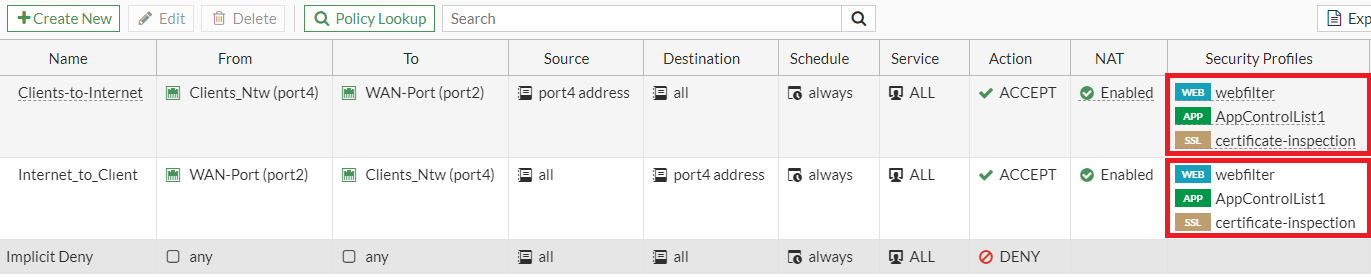 Create New Edit Delete Policy Lookup Search Exp
Name From To Source Destination Schedule Service Action NAT Security Profiles
Clients-to-Internet Clients_Ntw (port4) WAN-Port (port2) port4 address all always ALL ACCEPT Enabled WEB webfilter
APP AppControlList1
SSL certificate-inspection
Internet_to_Client WAN-Port (port2) Clients_Ntw (port4) all port4 address always ALL ACCEPT Enabled WEB webfilter
APP AppControlList1
SSL certificate-inspection
Implicit Deny any any all all always ALL DENY